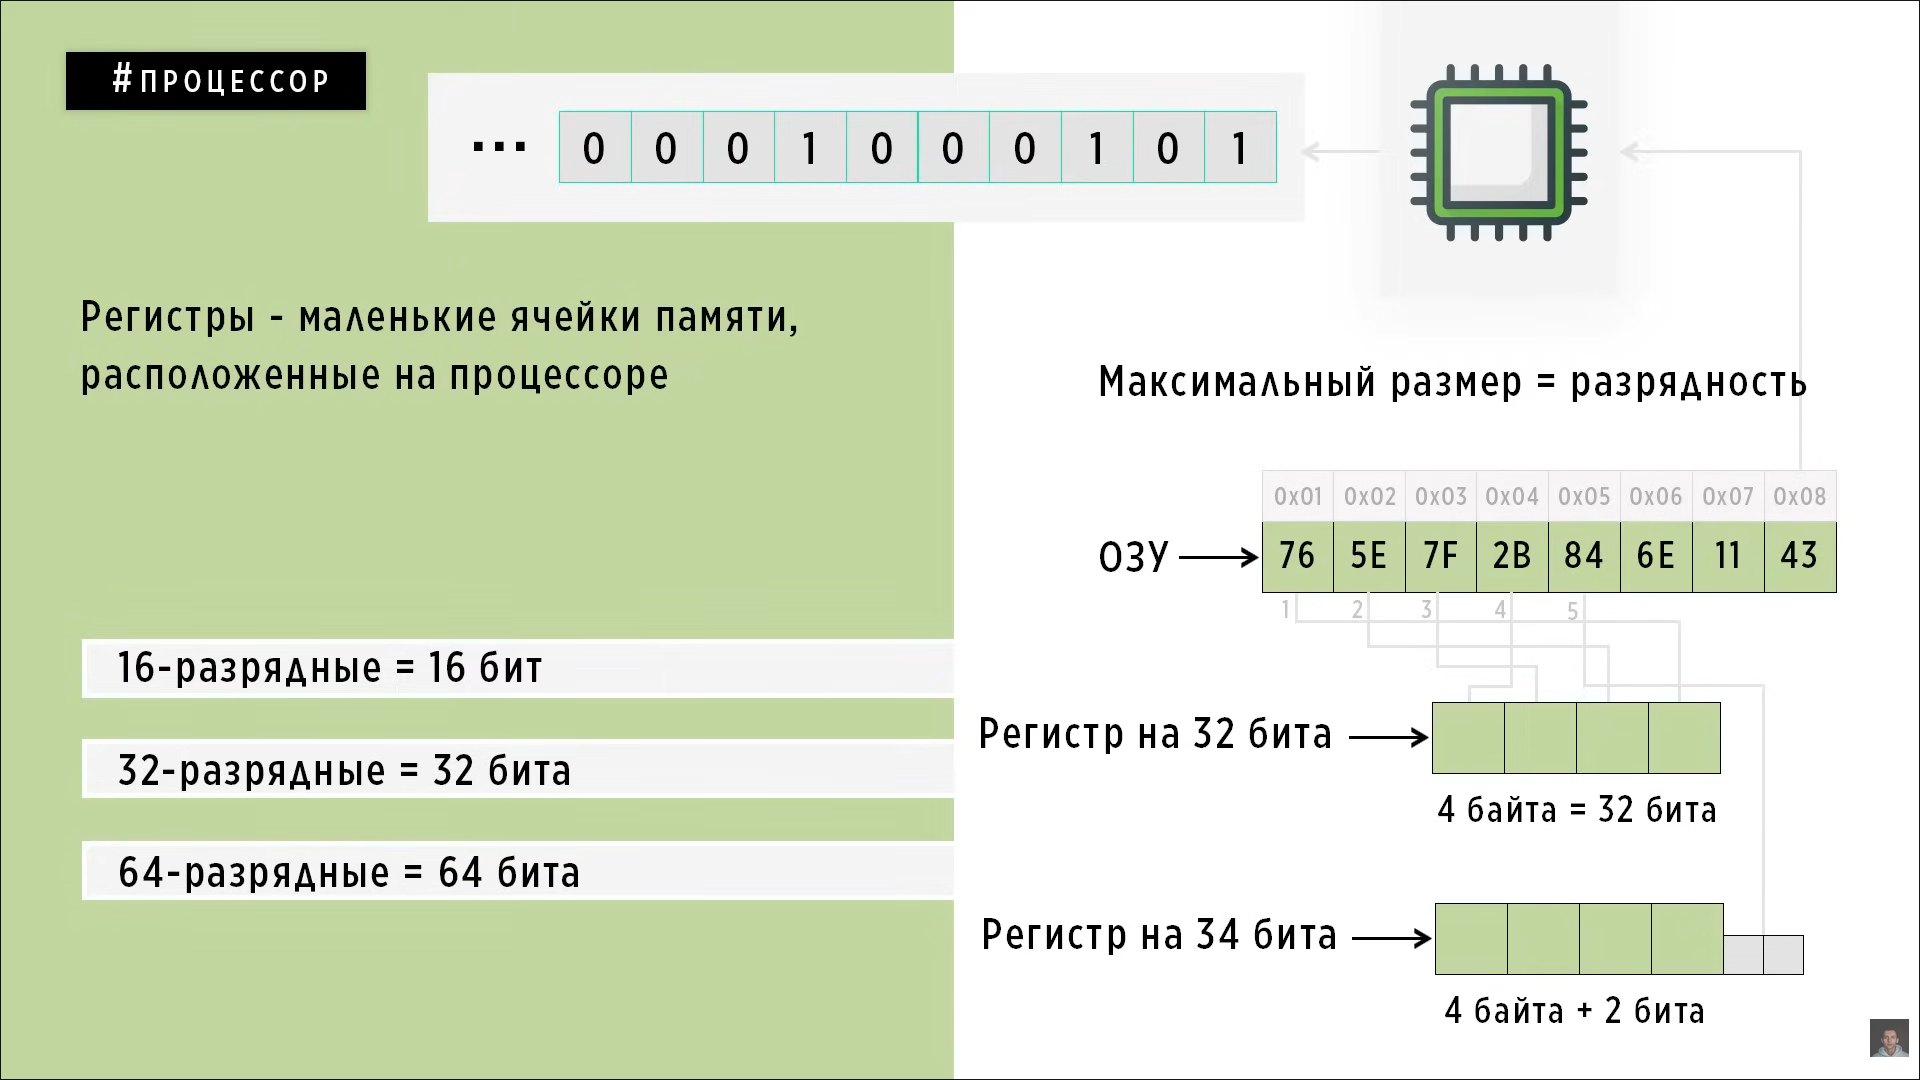 #ПРОЦЕССОР
... 0 0 0 1 0 0 0 1 0 1
Регистры - маленькие ячейки памяти,
расположенные на процессоре
Максимальный размер = разрядность
0x01 0x02 0x03 0x04 0x05 0x06 0x07 0x08
ОЗУ 76 5E 7F 2B 84 6E 11 43
1 2 3 4 5
16-разрядные = 16 бит
32-разрядные = 32 бита
64-разрядные = 64 бита
Регистр на 32 бита
4 байта = 32 бита
Регистр на 34 бита
4 байта + 2 бита